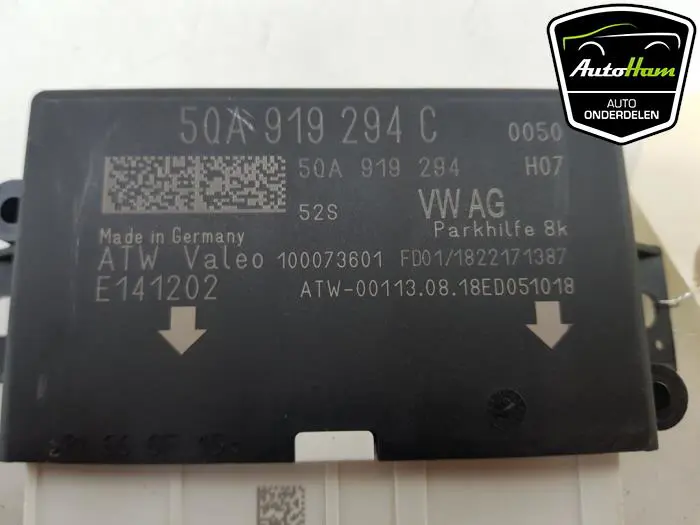 AutoHam
AUTO
ONDERDELEN
5QA 919 294 C 0050
5QA 919 294 H07
52S VW AG
Parkhilfe 8k
Made in Germany
ATW Valeo 100073601 FD01/1822171387
E141202 ATW-00113.08.18ED051018